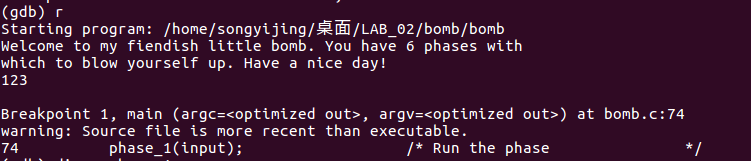 (gdb) r
Starting program: /home/songyijing/桌面/LAB_02/bomb/bomb
Welcome to my fiendish little bomb. You have 6 phases with
which to blow yourself up. Have a nice day!
123
Breakpoint 1, main (argc=<optimized out>, argv=<optimized out>) at bomb.c:74
warning: Source file is more recent than executable.
74          phase_1(input);                  /* Run the phase               */